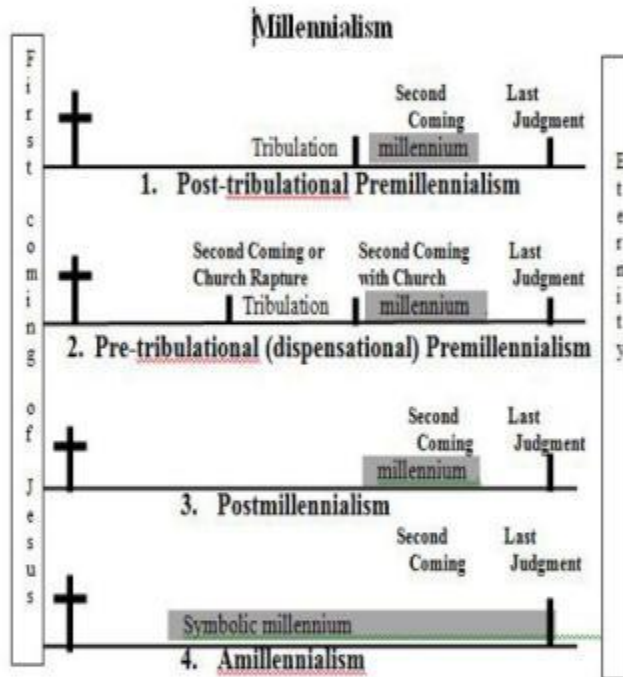 Millennialism
First coming of Jesus
Eternity
Second Last
Coming Judgment
Tribulation millennium
1. Post-tribulational Premillennialism
Second Coming or Second Coming Last
Church Rapture with Church Judgment
Tribulation millennium
2. Pre-tribulational (dispensational) Premillennialism
Second Last
Coming Judgment
millennium
3. Postmillennialism
Second Last
Coming Judgment
Symbolic millennium
4. Amillennialism